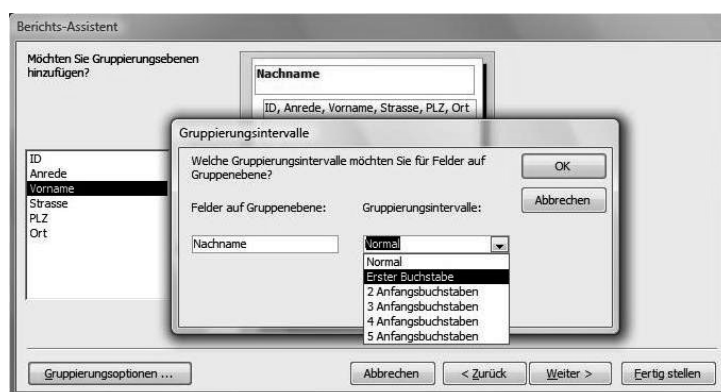 Berichts-Assistent
Möchten Sie Gruppierungsebenen
hinzufügen?
Nachname
ID, Anrede, Vorname, Strasse, PLZ, Ort
ID
Anrede
Vorname
Strasse
PLZ
Ort
Gruppierungsintervalle
Welche Gruppierungsintervalle möchten Sie für Felder auf
Gruppenebene?
OK
Abbrechen
Felder auf Gruppenebene:
Gruppierungsintervalle:
Nachname
Normal
Normal
Erster Buchstabe
2 Anfangsbuchstaben
3 Anfangsbuchstaben
4 Anfangsbuchstaben
5 Anfangsbuchstaben
Gruppierungsoptionen ...
Abbrechen
< Zurück
Weiter >
Fertig stellen